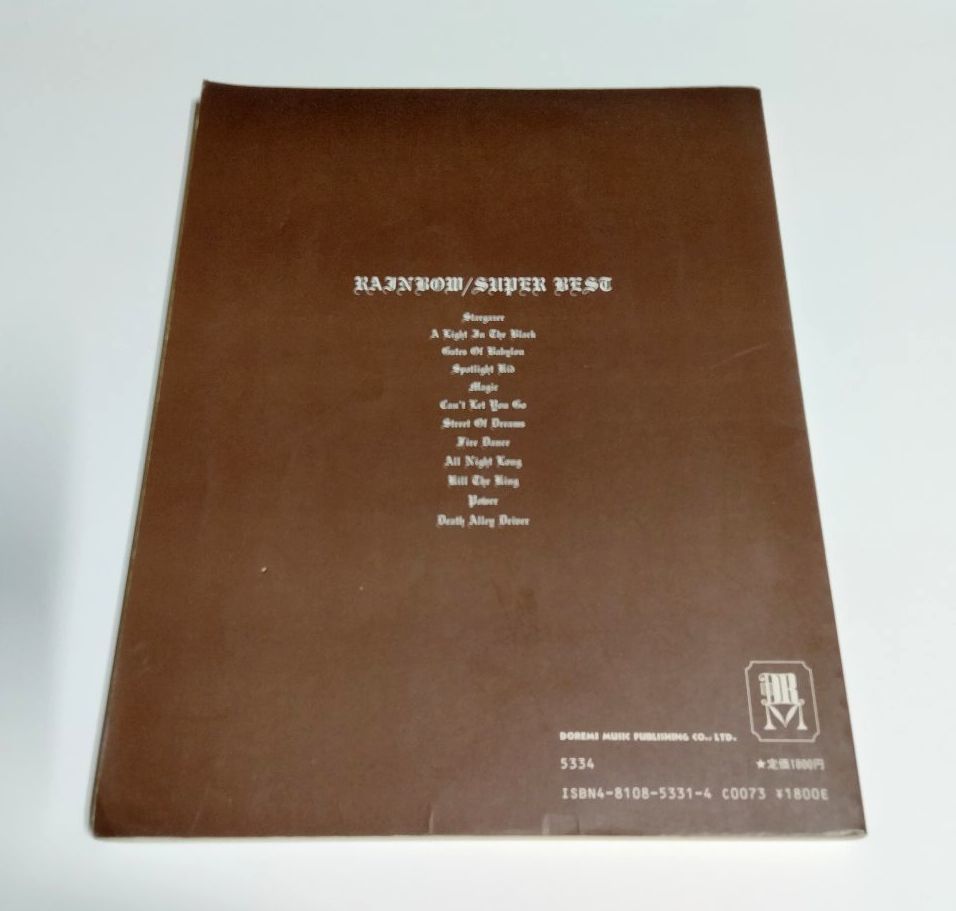 RAINBOW/SUPER BEST
Stargazer
A Light In The Black
Gates Of Babylon
Spotlight Kid
Magic
Can't Let You Go
Street Of Dreams
Fire Dance
All Night Long
Kill The King
Power
Death Alley Driver
DRM
DOREMI MUSIC PUBLISHING CO., LTD.
5334
★定価1800円
ISBN4-8108-5331-4 C0073 ¥1800E